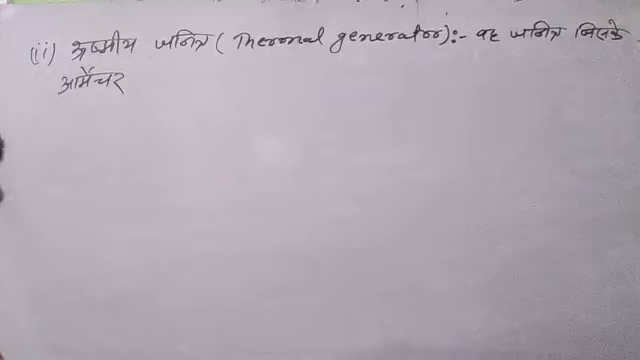 (ii) ऊष्मीय जनित्र (Thermal generator):- वह जनित्र जिसके
आर्मेचर